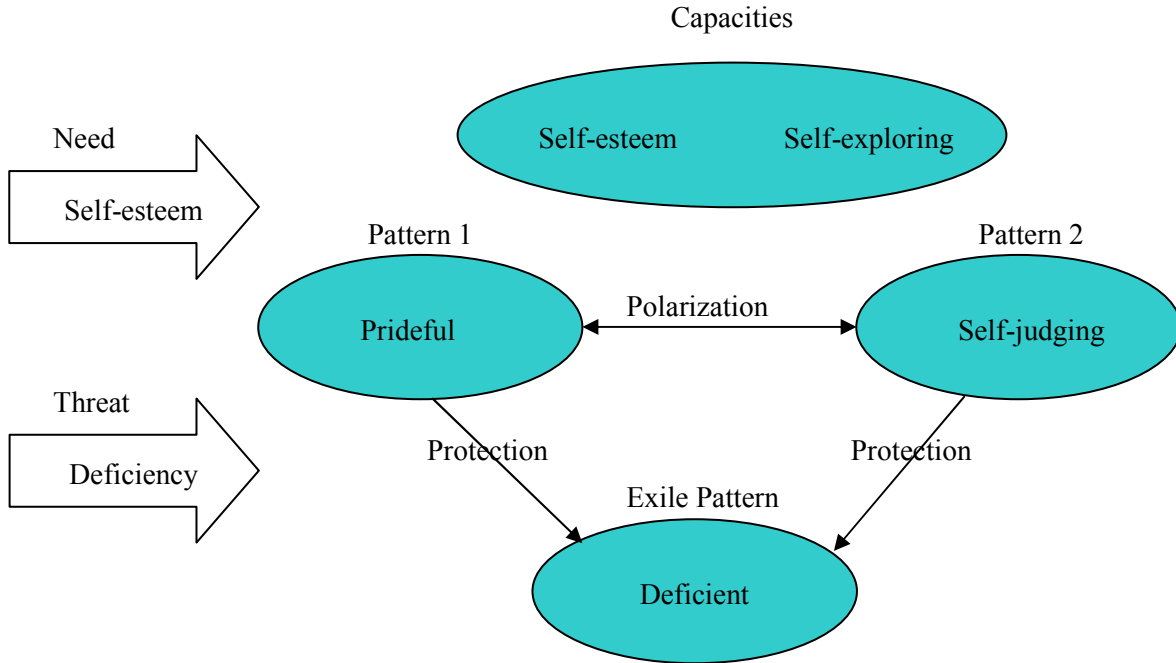 Capacities
Self-esteem Self-exploring
Need
Self-esteem
Pattern 1
Pattern 2
Polarization
Prideful
Self-judging
Threat
Deficiency
Protection
Protection
Exile Pattern
Deficient